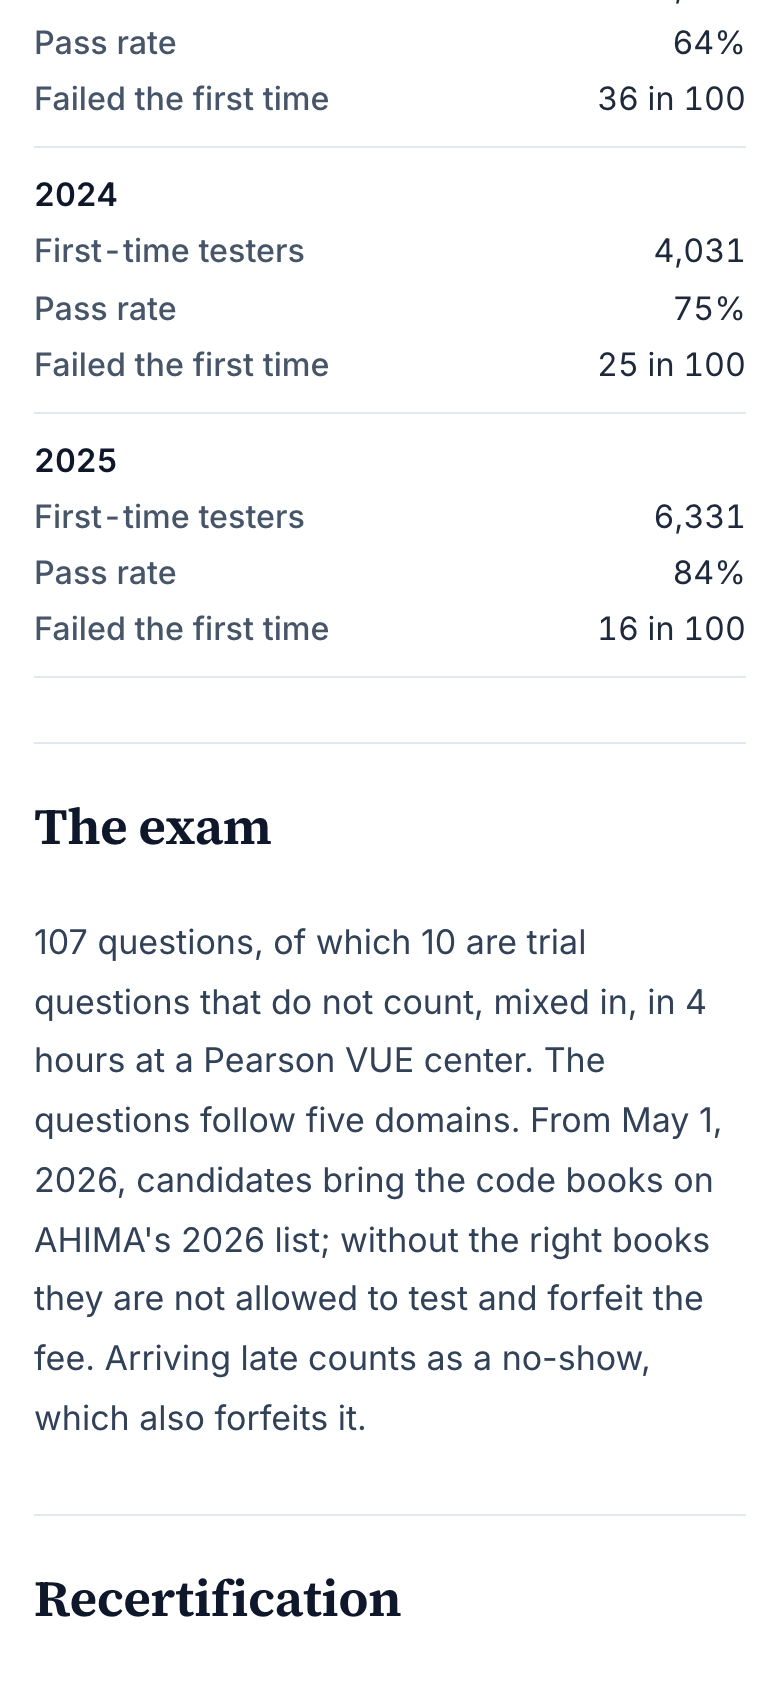 Pass rate 64%
Failed the first time 36 in 100
2024
First-time testers 4,031
Pass rate 75%
Failed the first time 25 in 100
2025
First-time testers 6,331
Pass rate 84%
Failed the first time 16 in 100
The exam
107 questions, of which 10 are trial
questions that do not count, mixed in, in 4
hours at a Pearson VUE center. The
questions follow five domains. From May 1,
2026, candidates bring the code books on
AHIMA's 2026 list; without the right books
they are not allowed to test and forfeit the
fee. Arriving late counts as a no-show,
which also forfeits it.
Recertification